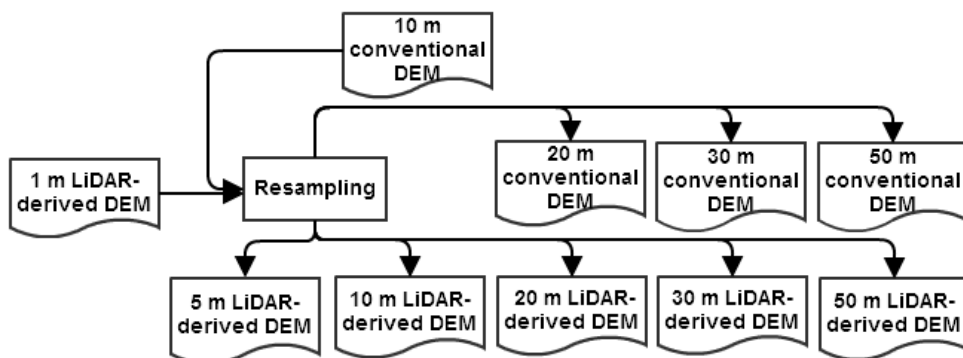 10 m
conventional
DEM
1 m LiDAR-
derived DEM
Resampling
20 m
conventional
DEM
30 m
conventional
DEM
50 m
conventional
DEM
5 m LiDAR-
derived DEM
10 m LiDAR-
derived DEM
20 m LiDAR-
derived DEM
30 m LiDAR-
derived DEM
50 m LiDAR-
derived DEM